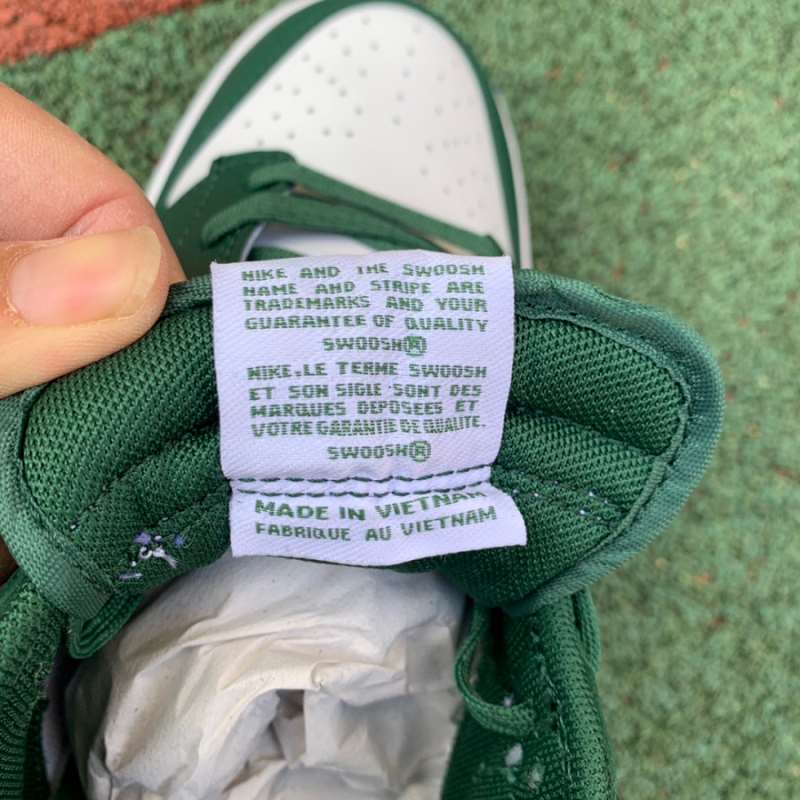 NIKE AND THE SWOOSH
NAME AND STRIPE ARE
TRADEMARKS AND YOUR
GUARANTEE OF QUALITY
SWOOSH®
NIKE, LE TERME SWOOSH
ET SON SIGLE SONT DES
MARQUES DEPOSEES ET
VOTRE GARANTIE DE QUALITE.
SWOOSH®
MADE IN VIETNAM
FABRIQUE AU VIETNAM